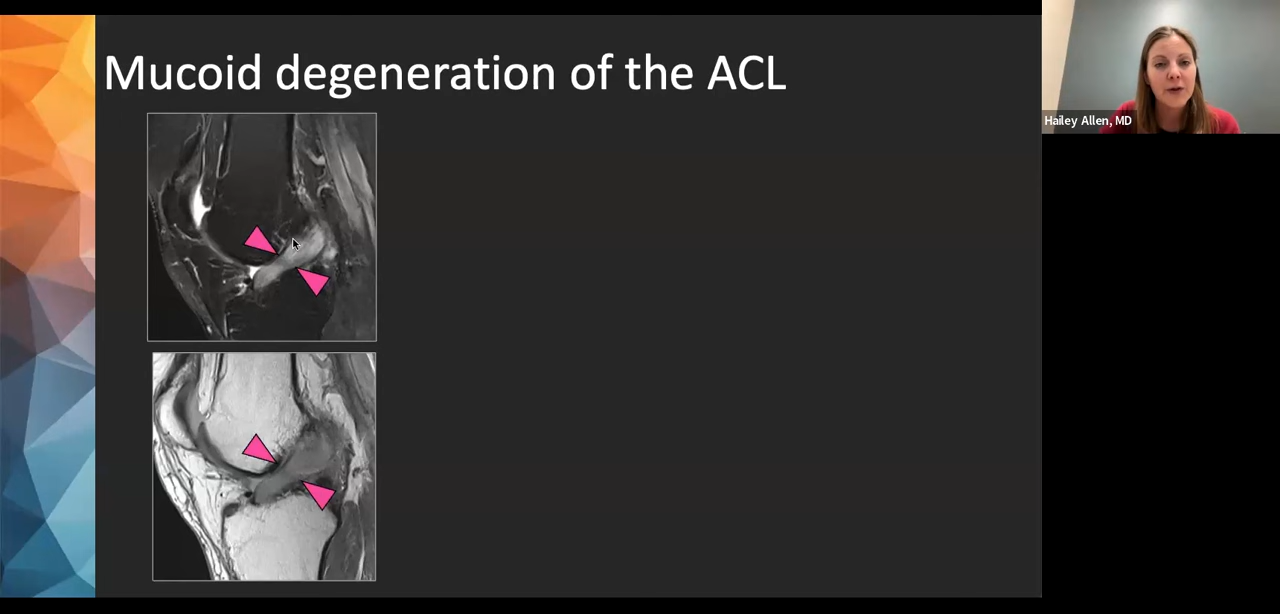 Mucoid degeneration of the ACL
Hailey Allen, MD